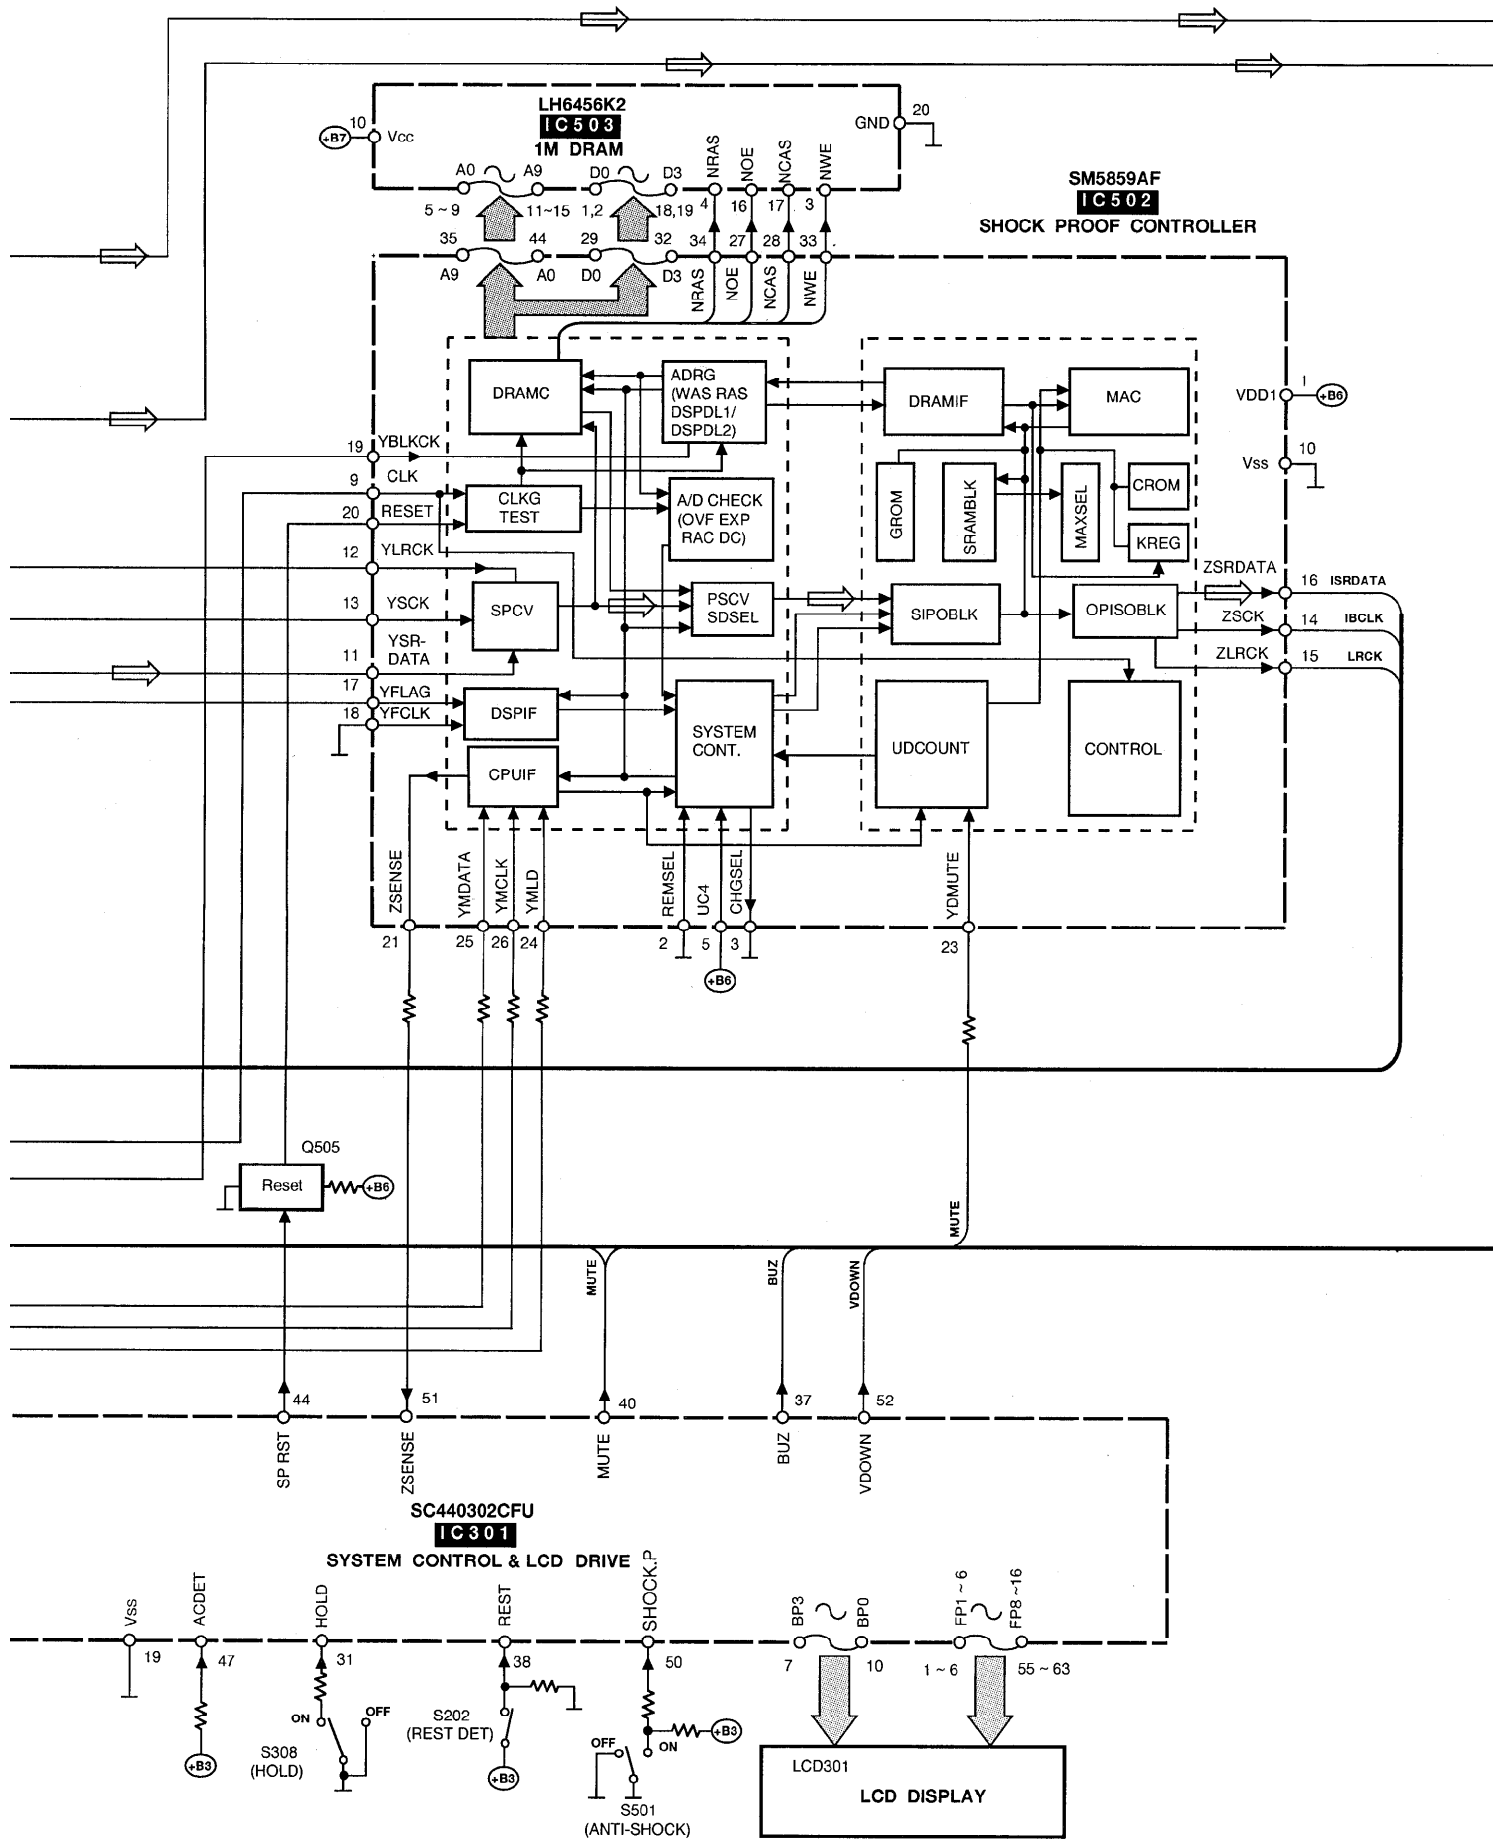 LH6456K2
IC503
1M DRAM
10
+B7
Vcc
GND
20
A0
A9
D0
D3
NRAS
NOE
NCAS
NWE
5 ~ 9
11~15
1,2
18,19
4
16
17
3
35
44
29
32
34
27
28
33
A9
A0
D0
D3
NRAS
NOE
NCAS
NWE
SM5859AF
IC502
SHOCK PROOF CONTROLLER
DRAMC
ADRG
(WAS RAS
DSPDL1/
DSPDL2)
DRAMIF
MAC
VDD1
1
+B6
Vss
10
19
YBLKCK
9
CLK
20
RESET
12
YLRCK
13
YSCK
11
YSR-
DATA
17
YFLAG
18
YFCLK
CLKG
TEST
A/D CHECK
(OVF EXP
RAC DC)
GROM
SRAMBLK
MAXSEL
CROM
KREG
SPCV
PSCV
SDSEL
SIPOBLK
OPISOBLK
ZSRDATA
16
ISRDATA
ZSCK
14
IBCLK
ZLRCK
15
LRCK
DSPIF
CPUIF
SYSTEM
CONT.
UDCOUNT
CONTROL
ZSENSE
YMDATA
YMCLK
YMLD
REMSEL
UC4
CHGSEL
YDMUTE
21
25
26
24
2
5
3
23
+B6
Q505
Reset
+B6
MUTE
MUTE
BUZ
VDOWN
44
51
40
37
52
SP RST
ZSENSE
MUTE
BUZ
VDOWN
SC440302CFU
IC301
SYSTEM CONTROL & LCD DRIVE
Vss
ACDET
HOLD
REST
SHOCK.P
BP3
BP0
FP1 ~ 6
FP8 ~16
19
47
31
38
50
7
10
1 ~ 6
55 ~ 63
ON
OFF
S308
(HOLD)
+B3
S202
(REST DET)
+B3
+B3
OFF
ON
S501
(ANTI-SHOCK)
LCD301
LCD DISPLAY